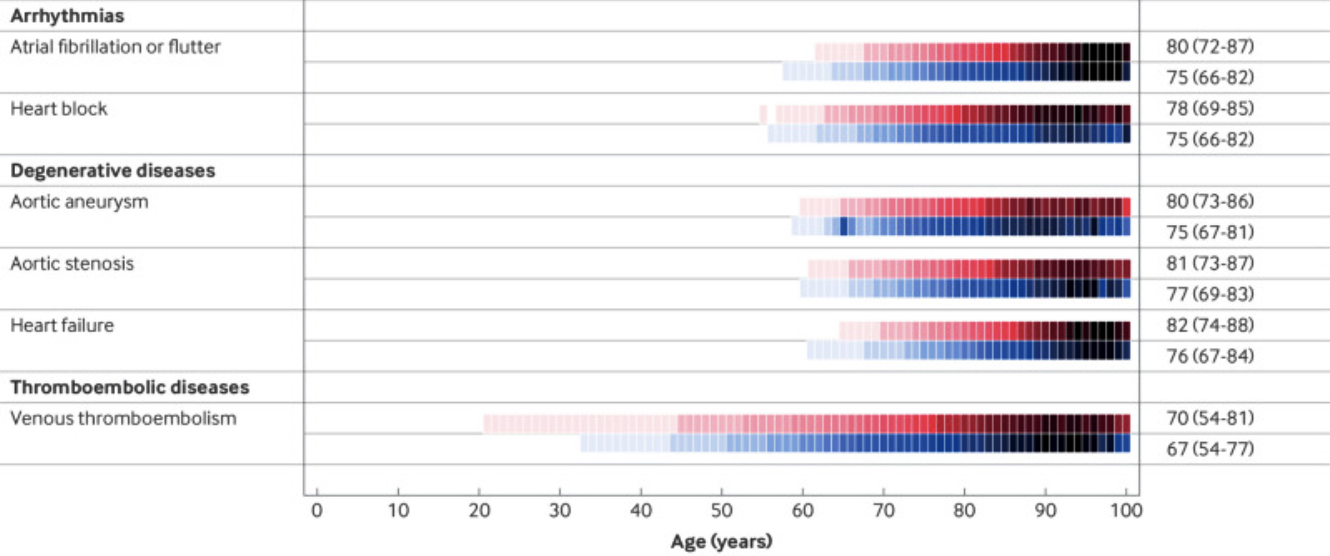 Arrhythmias
Atrial fibrillation or flutter
80 (72-87)
75 (66-82)
Heart block
78 (69-85)
75 (66-82)
Degenerative diseases
Aortic aneurysm
80 (73-86)
75 (67-81)
Aortic stenosis
81 (73-87)
77 (69-83)
Heart failure
82 (74-88)
76 (67-84)
Thromboembolic diseases
Venous thromboembolism
70 (54-81)
67 (54-77)
0 10 20 30 40 50 60 70 80 90 100
Age (years)